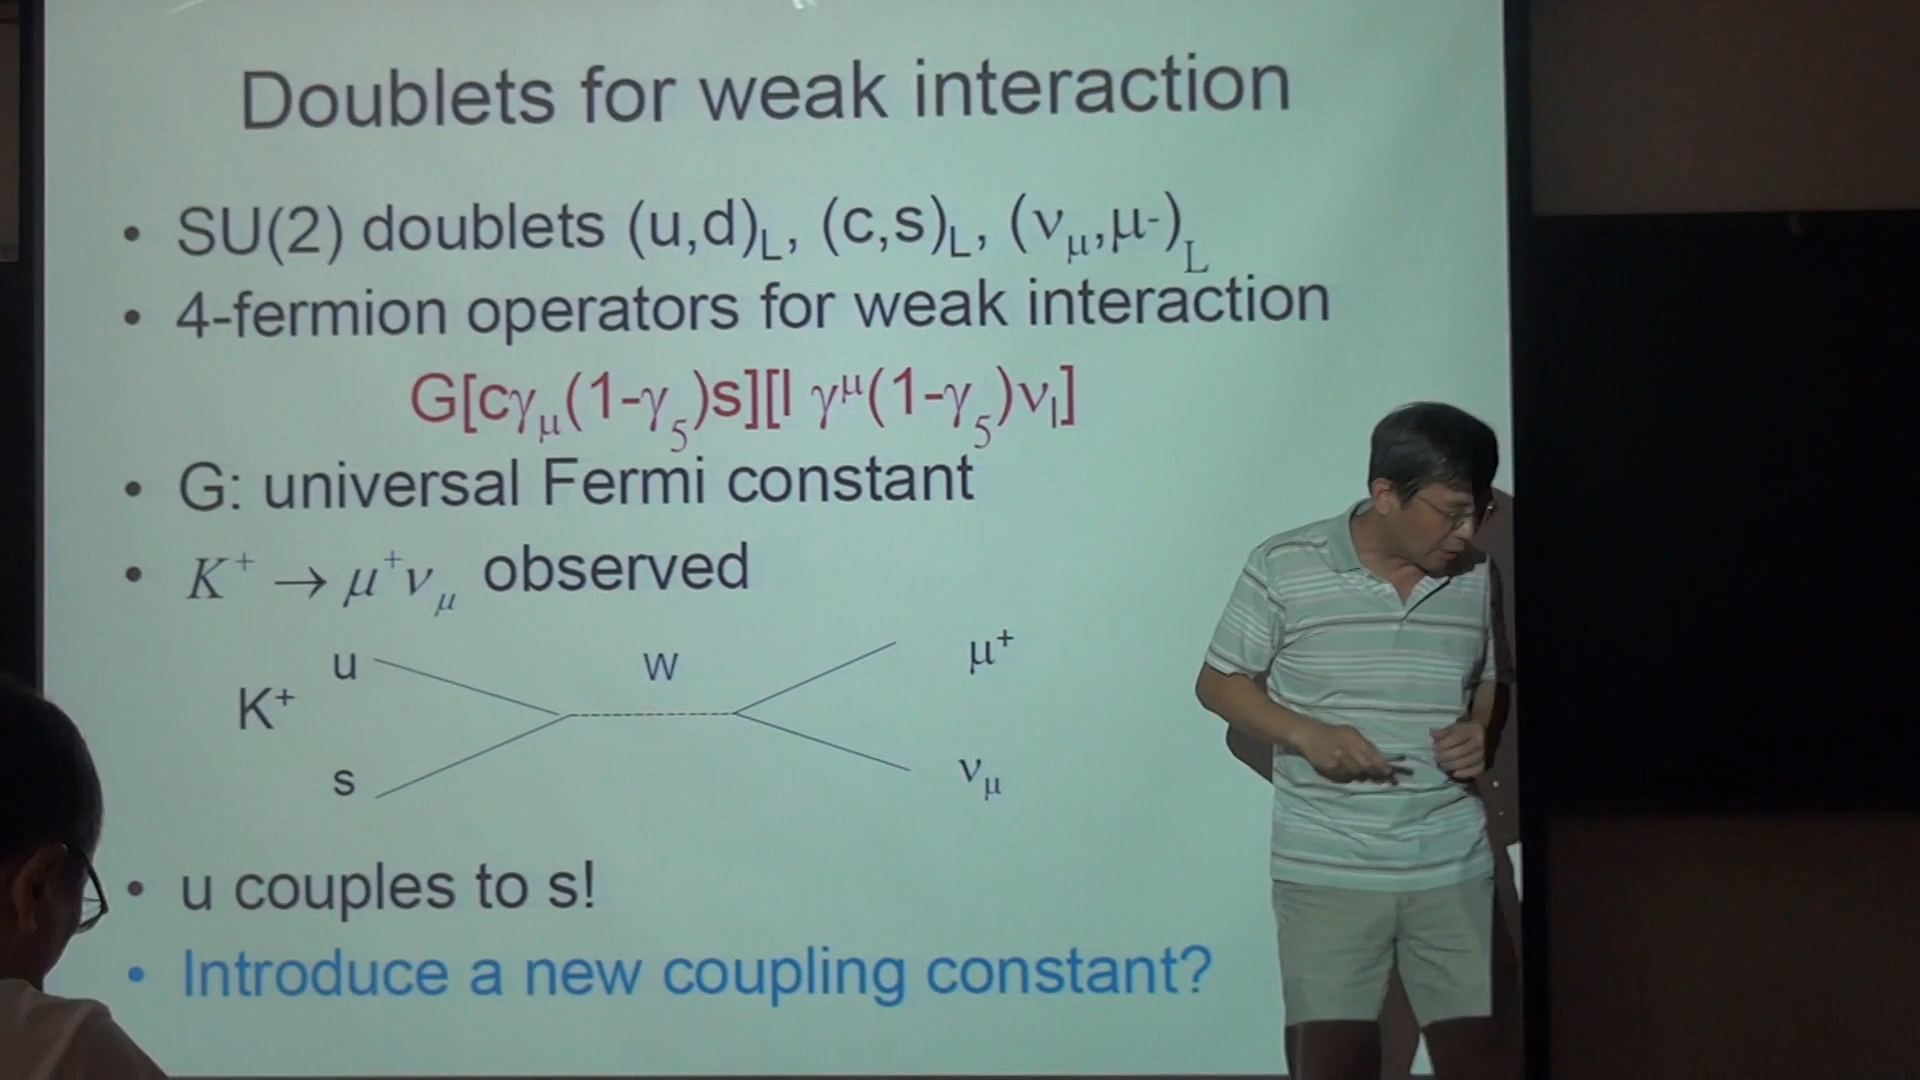 Doublets for weak interaction
• SU(2) doublets (u,d)L, (c,s)L, (νμ,μ-)L
• 4-fermion operators for weak interaction
G[cγμ(1-γ5)s][l γ^μ(1-γ5)νl]
• G: universal Fermi constant
• K⁺ → μ⁺νμ observed
u W μ⁺
K⁺
s νμ
• u couples to s!
• Introduce a new coupling constant?